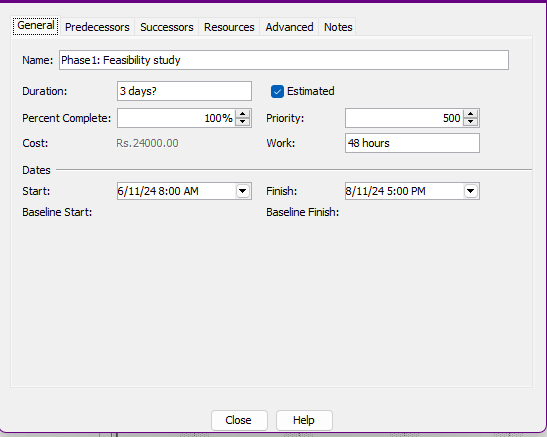 General Predecessors Successors Resources Advanced Notes
Name: Phase1: Feasibility study
Duration: 3 days? Estimated
Percent Complete: 100% Priority: 500
Cost: Rs.24000.00 Work: 48 hours
Dates
Start: 6/11/24 8:00 AM Finish: 8/11/24 5:00 PM
Baseline Start: Baseline Finish:
Close Help